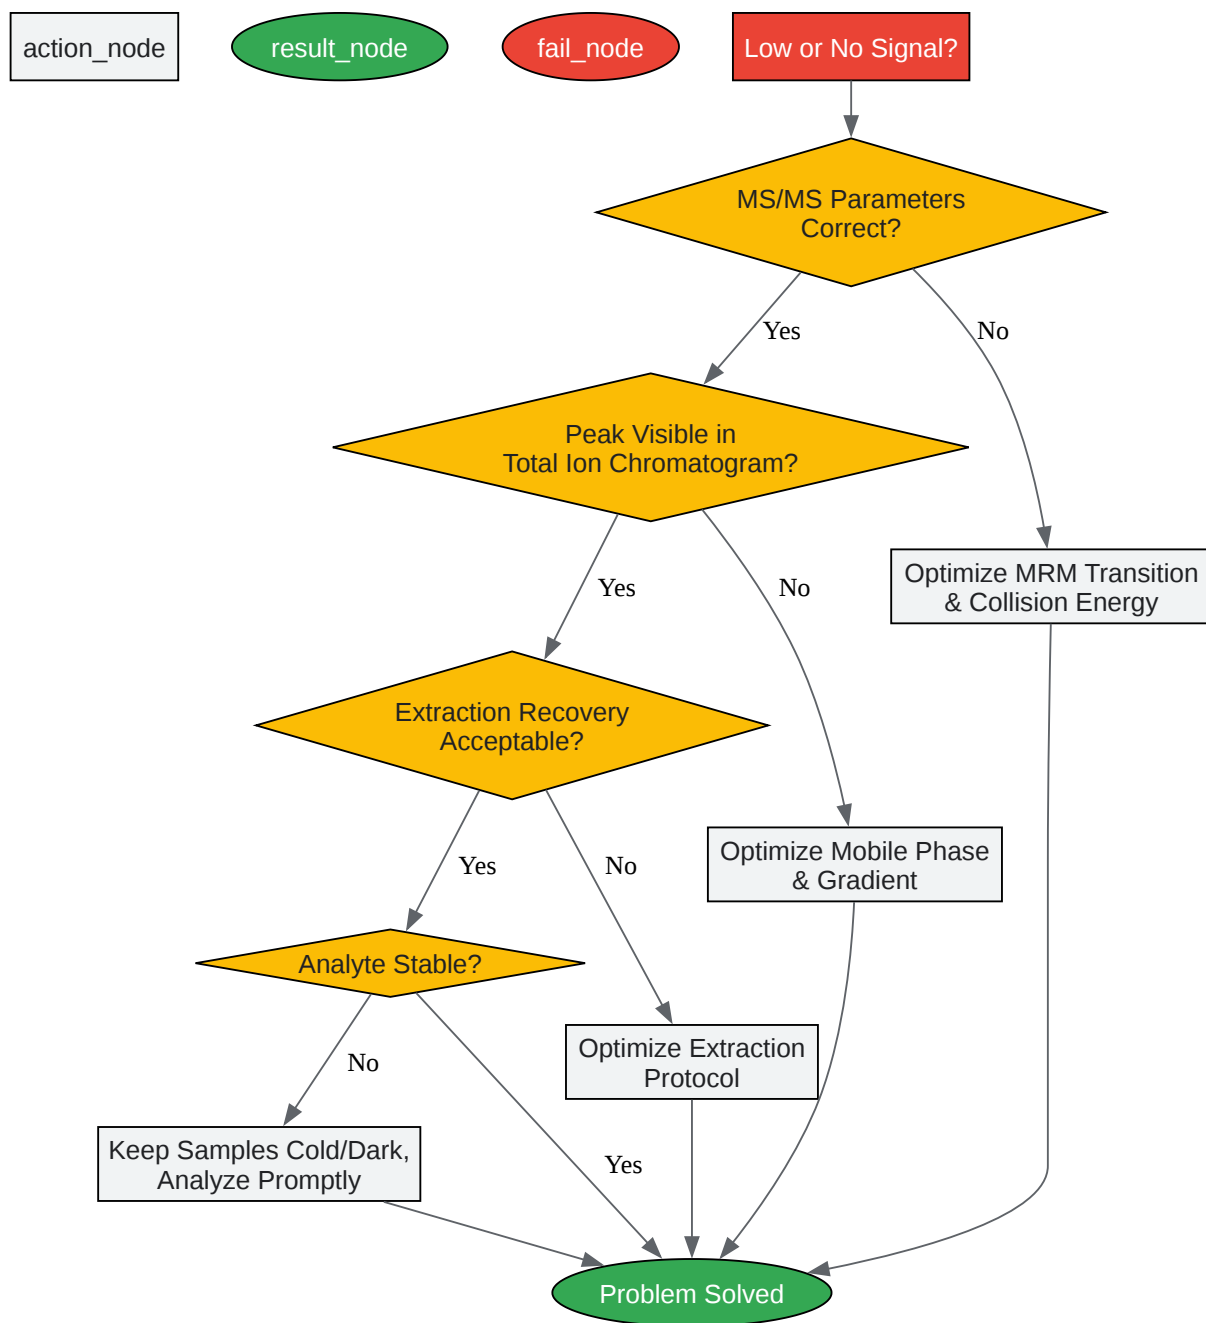 action_node
result_node
fail_node
Low or No Signal?
MS/MS Parameters
Correct?
Yes
No
Peak Visible in
Total Ion Chromatogram?
Yes
No
Optimize MRM Transition
& Collision Energy
Extraction Recovery
Acceptable?
Yes
No
Optimize Mobile Phase
& Gradient
Analyte Stable?
No
Yes
Optimize Extraction
Protocol
Keep Samples Cold/Dark,
Analyze Promptly
Problem Solved